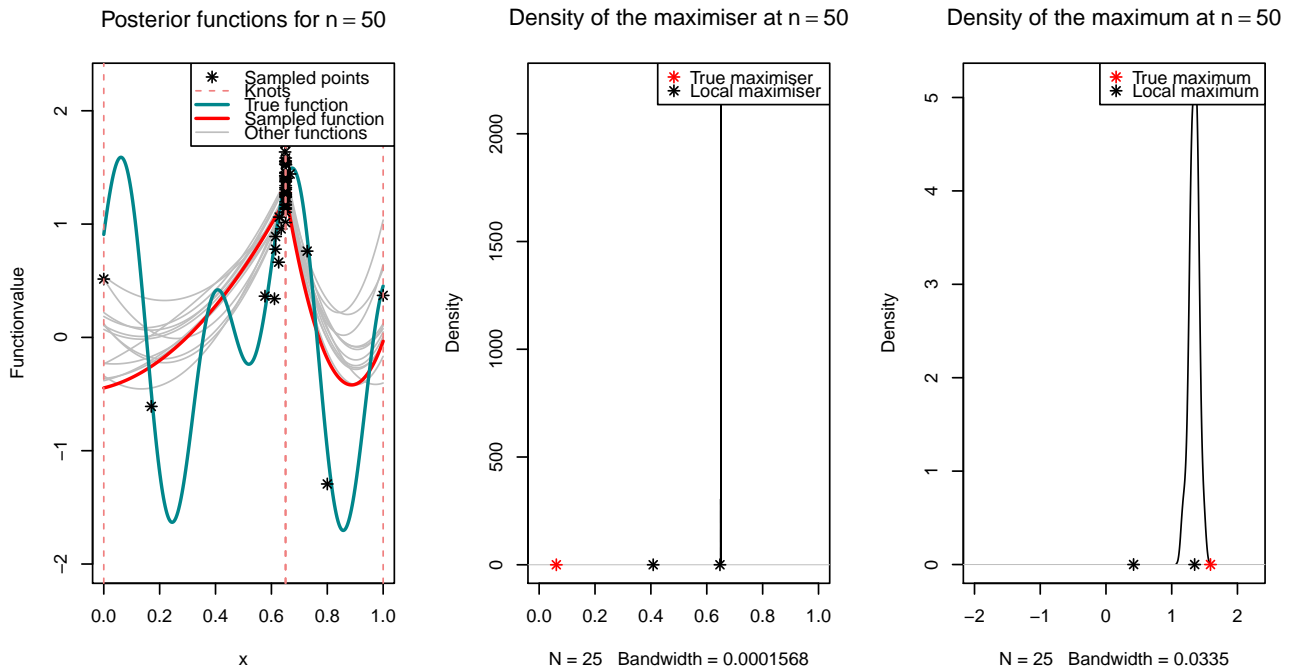 Posterior functions for n = 50
Sampled points
Knots
True function
Sampled function
Other functions
Functionvalue
2
1
0
−1
−2
0.0 0.2 0.4 0.6 0.8 1.0
x
Density of the maximiser at n = 50
True maximiser
Local maximiser
Density
2000
1500
1000
500
0
0.0 0.2 0.4 0.6 0.8 1.0
N = 25 Bandwidth = 0.0001568
Density of the maximum at n = 50
True maximum
Local maximum
Density
5
4
3
2
1
0
−2 −1 0 1 2
N = 25 Bandwidth = 0.0335